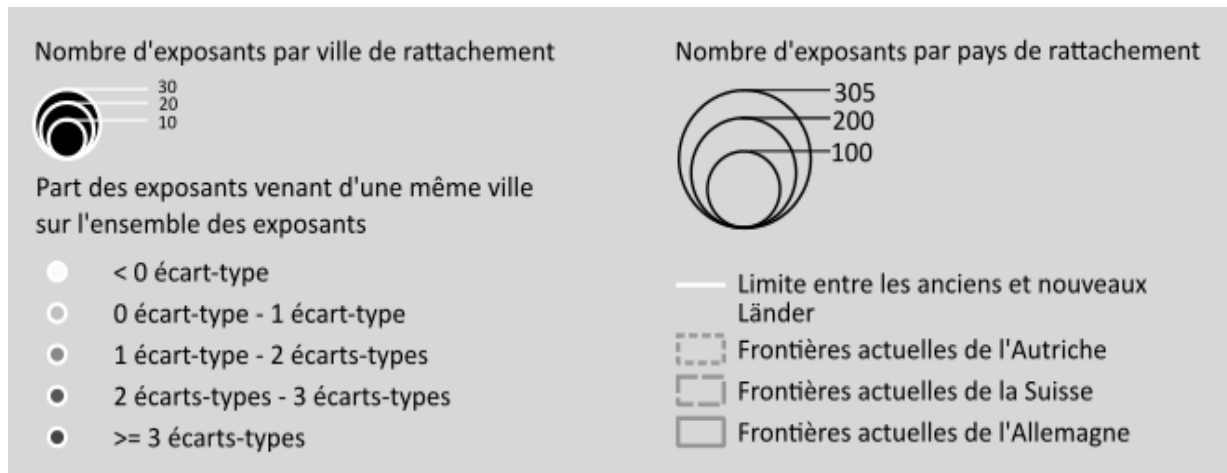 Nombre d'exposants par ville de rattachement
30
20
10
Part des exposants venant d'une même ville
sur l'ensemble des exposants
< 0 écart-type
0 écart-type - 1 écart-type
1 écart-type - 2 écarts-types
2 écarts-types - 3 écarts-types
>= 3 écarts-types
Nombre d'exposants par pays de rattachement
305
200
100
Limite entre les anciens et nouveaux
Länder
Frontières actuelles de l'Autriche
Frontières actuelles de la Suisse
Frontières actuelles de l'Allemagne